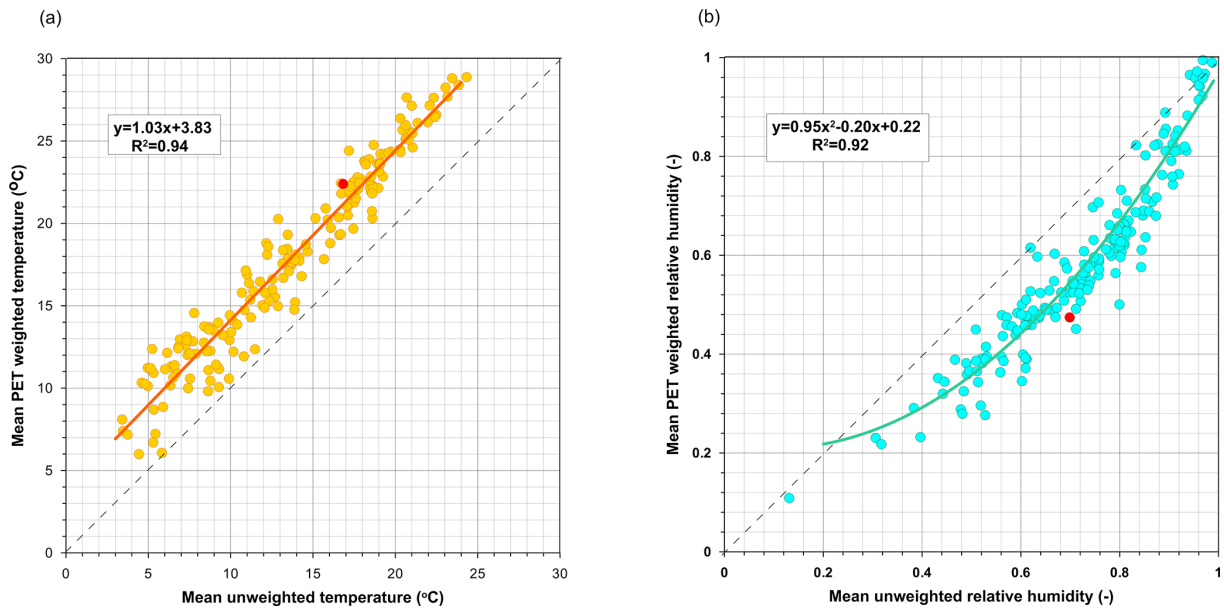 (a)
30
25
20
15
10
5
0
0
5
10
15
20
25
30
Mean PET weighted temperature (°C)
Mean unweighted temperature (°C)
y=1.03x+3.83
R²=0.94
(b)
1
0.8
0.6
0.4
0.2
0
0
0.2
0.4
0.6
0.8
1
Mean PET weighted relative humidity (-)
Mean unweighted relative humidity (-)
y=0.95x²-0.20x+0.22
R²=0.92